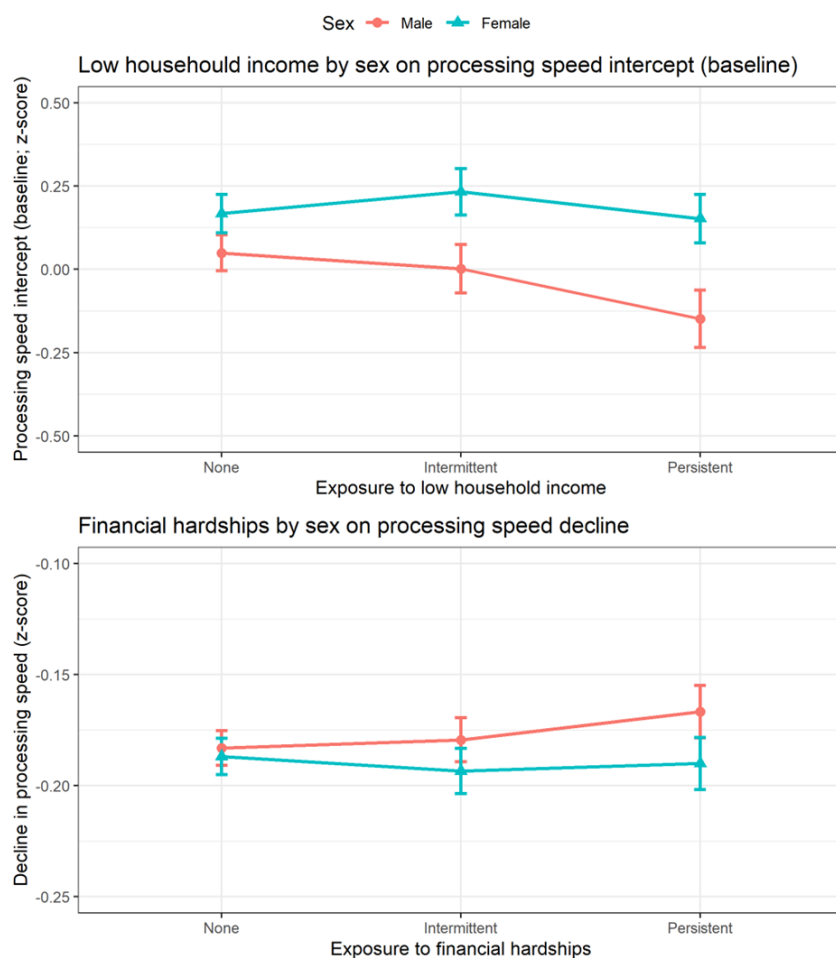 Sex Male Female
Low househould income by sex on processing speed intercept (baseline)
Processing speed intercept (baseline; z-score)
0.50
0.25
0.00
-0.25
-0.50
None Intermittent Persistent
Exposure to low household income
Financial hardships by sex on processing speed decline
Decline in processing speed (z-score)
-0.10
-0.15
-0.20
-0.25
None Intermittent Persistent
Exposure to financial hardships